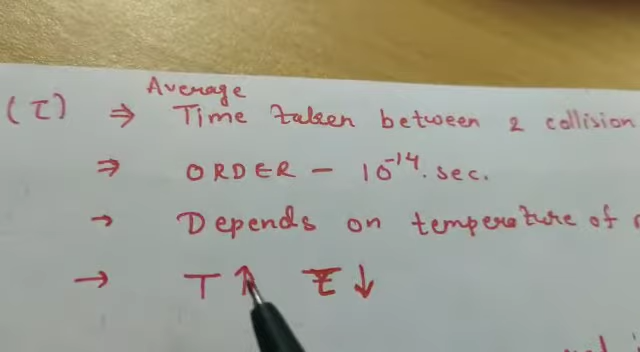 Average
(τ) ⇒ Time taken between 2 collision
⇒ ORDER - 10⁻¹⁴. sec.
→ Depends on temperature of
→ T↑ τ↓